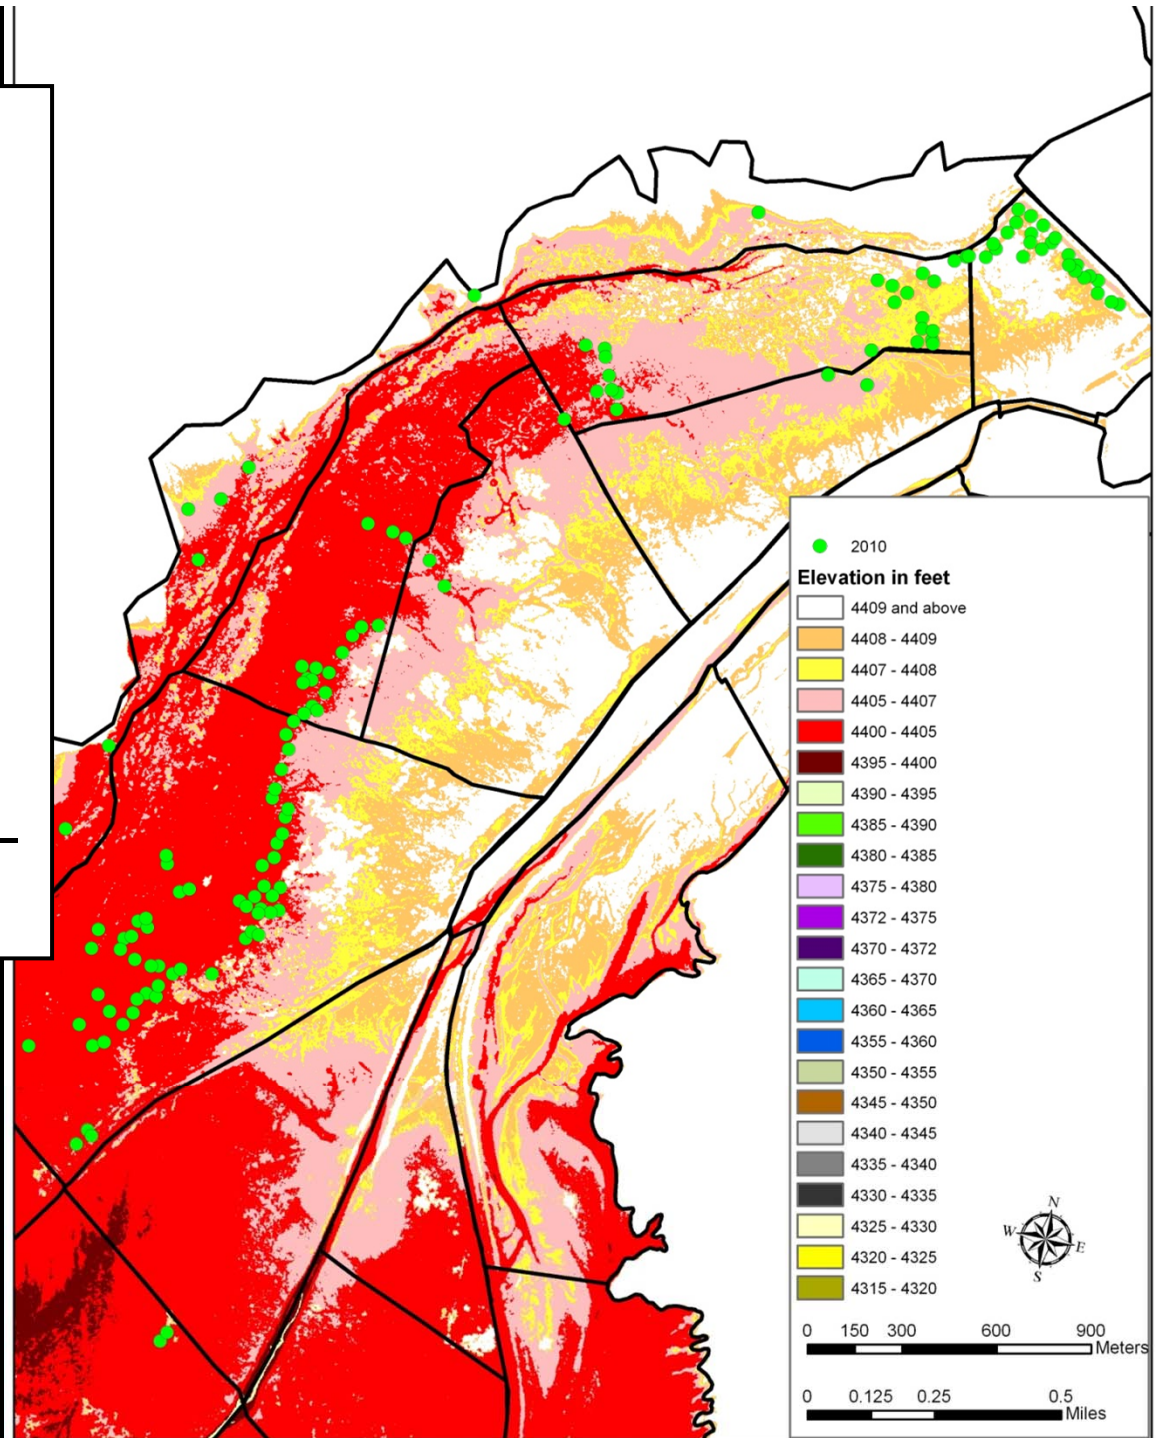 2010
Elevation in feet
4409 and above
4408 - 4409
4407 - 4408
4405 - 4407
4400 - 4405
4395 - 4400
4390 - 4395
4385 - 4390
4380 - 4385
4375 - 4380
4372 - 4375
4370 - 4372
4365 - 4370
4360 - 4365
4355 - 4360
4350 - 4355
4345 - 4350
4340 - 4345
4335 - 4340
4330 - 4335
4325 - 4330
4320 - 4325
4315 - 4320
N
W E
S
0 150 300 600 900
Meters
0 0.125 0.25 0.5
Miles